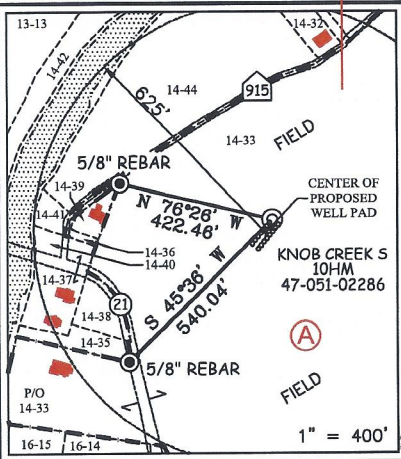 13-13
14-32
14-42
14-44
915
625'
14-33
FIELD
5/8" REBAR
14-39
CENTER OF
PROPOSED
WELL PAD
N 76°26' W
422.46'
14-41
14-36
14-40
KNOB CREEK S
10HM
47-051-02286
S 45°36' W
540.04'
14-37
21
14-38
A
14-35
5/8" REBAR
P/O
14-33
FIELD
16-15
16-14
1" = 400'